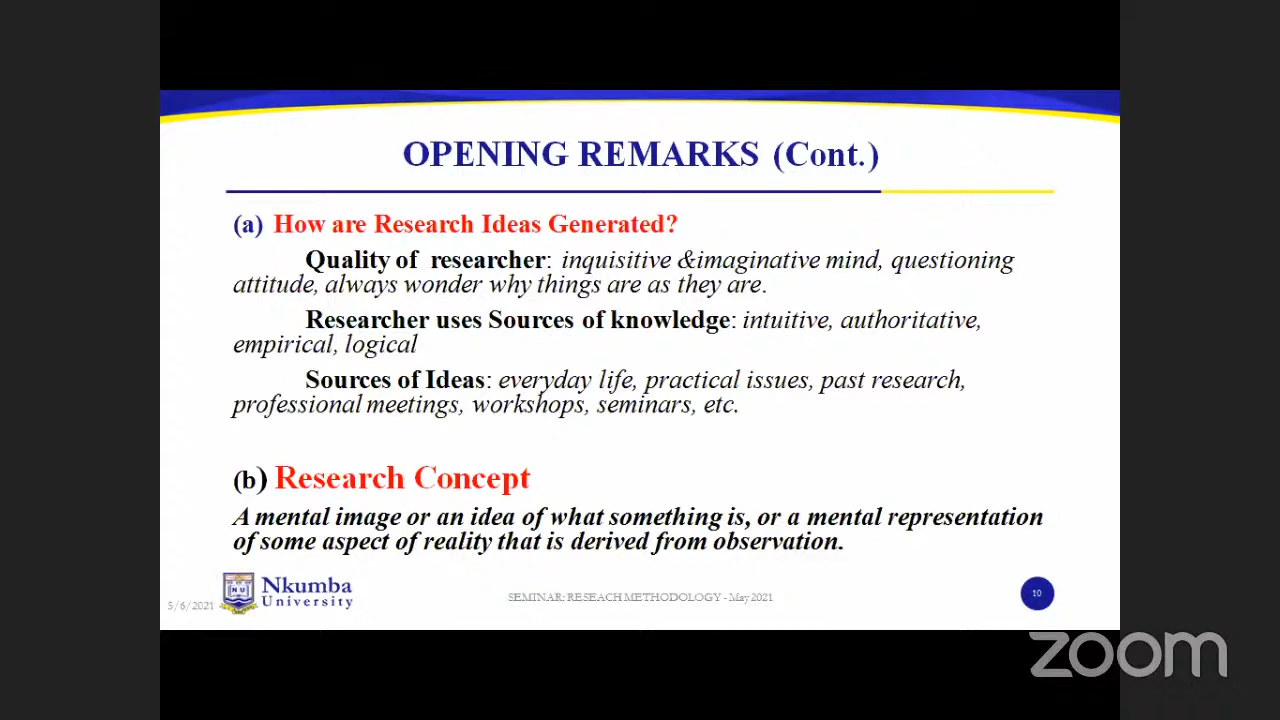 OPENING REMARKS (Cont.)
(a) How are Research Ideas Generated?
Quality of researcher: inquisitive &imaginative mind, questioning
attitude, always wonder why things are as they are.
Researcher uses Sources of knowledge: intuitive, authoritative,
empirical, logical
Sources of Ideas: everyday life, practical issues, past research,
professional meetings, workshops, seminars, etc.
(b) Research Concept
A mental image or an idea of what something is, or a mental representation
of some aspect of reality that is derived from observation.
5/6/2021
NU
Nkumba
University
SEMINAR: RESEACH METHODOLOGY - May 2021
10
zoom